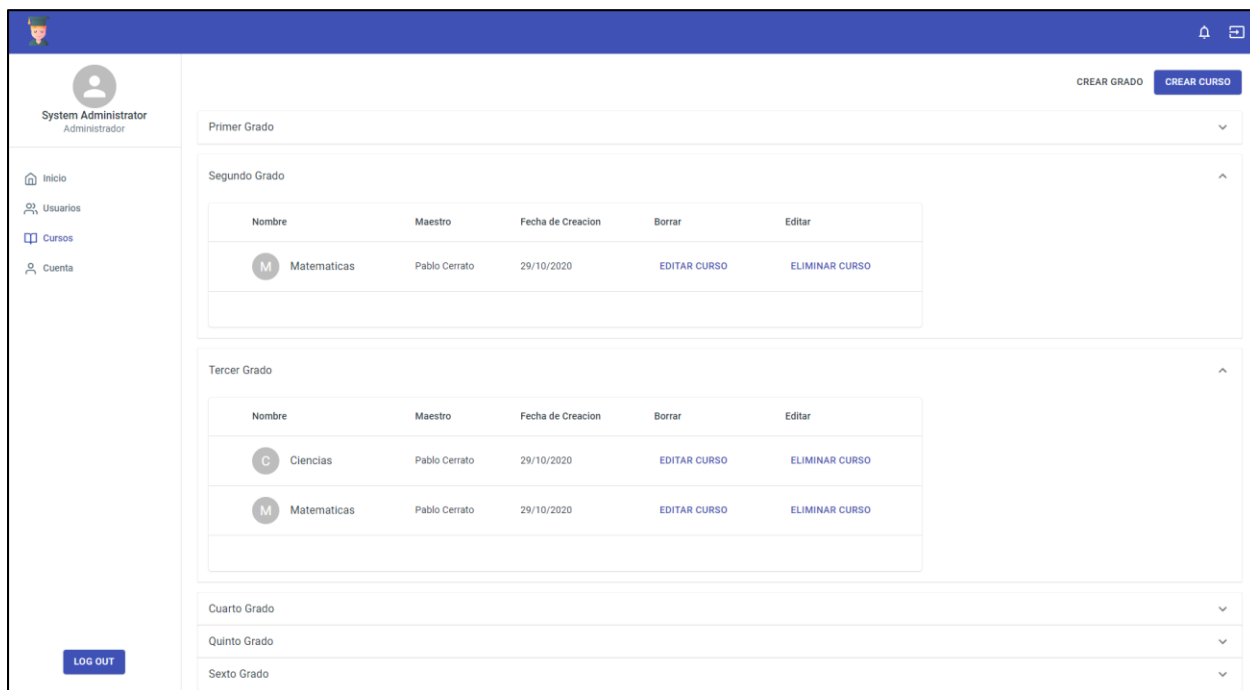 CREAR GRADO CREAR CURSO
System Administrator
Administrador
Inicio
Usuarios
Cursos
Cuenta
LOG OUT
Primer Grado
Segundo Grado
Nombre Maestro Fecha de Creacion Borrar Editar
M Matematicas Pablo Cerrato 29/10/2020 EDITAR CURSO ELIMINAR CURSO
Tercer Grado
Nombre Maestro Fecha de Creacion Borrar Editar
C Ciencias Pablo Cerrato 29/10/2020 EDITAR CURSO ELIMINAR CURSO
M Matematicas Pablo Cerrato 29/10/2020 EDITAR CURSO ELIMINAR CURSO
Cuarto Grado
Quinto Grado
Sexto Grado